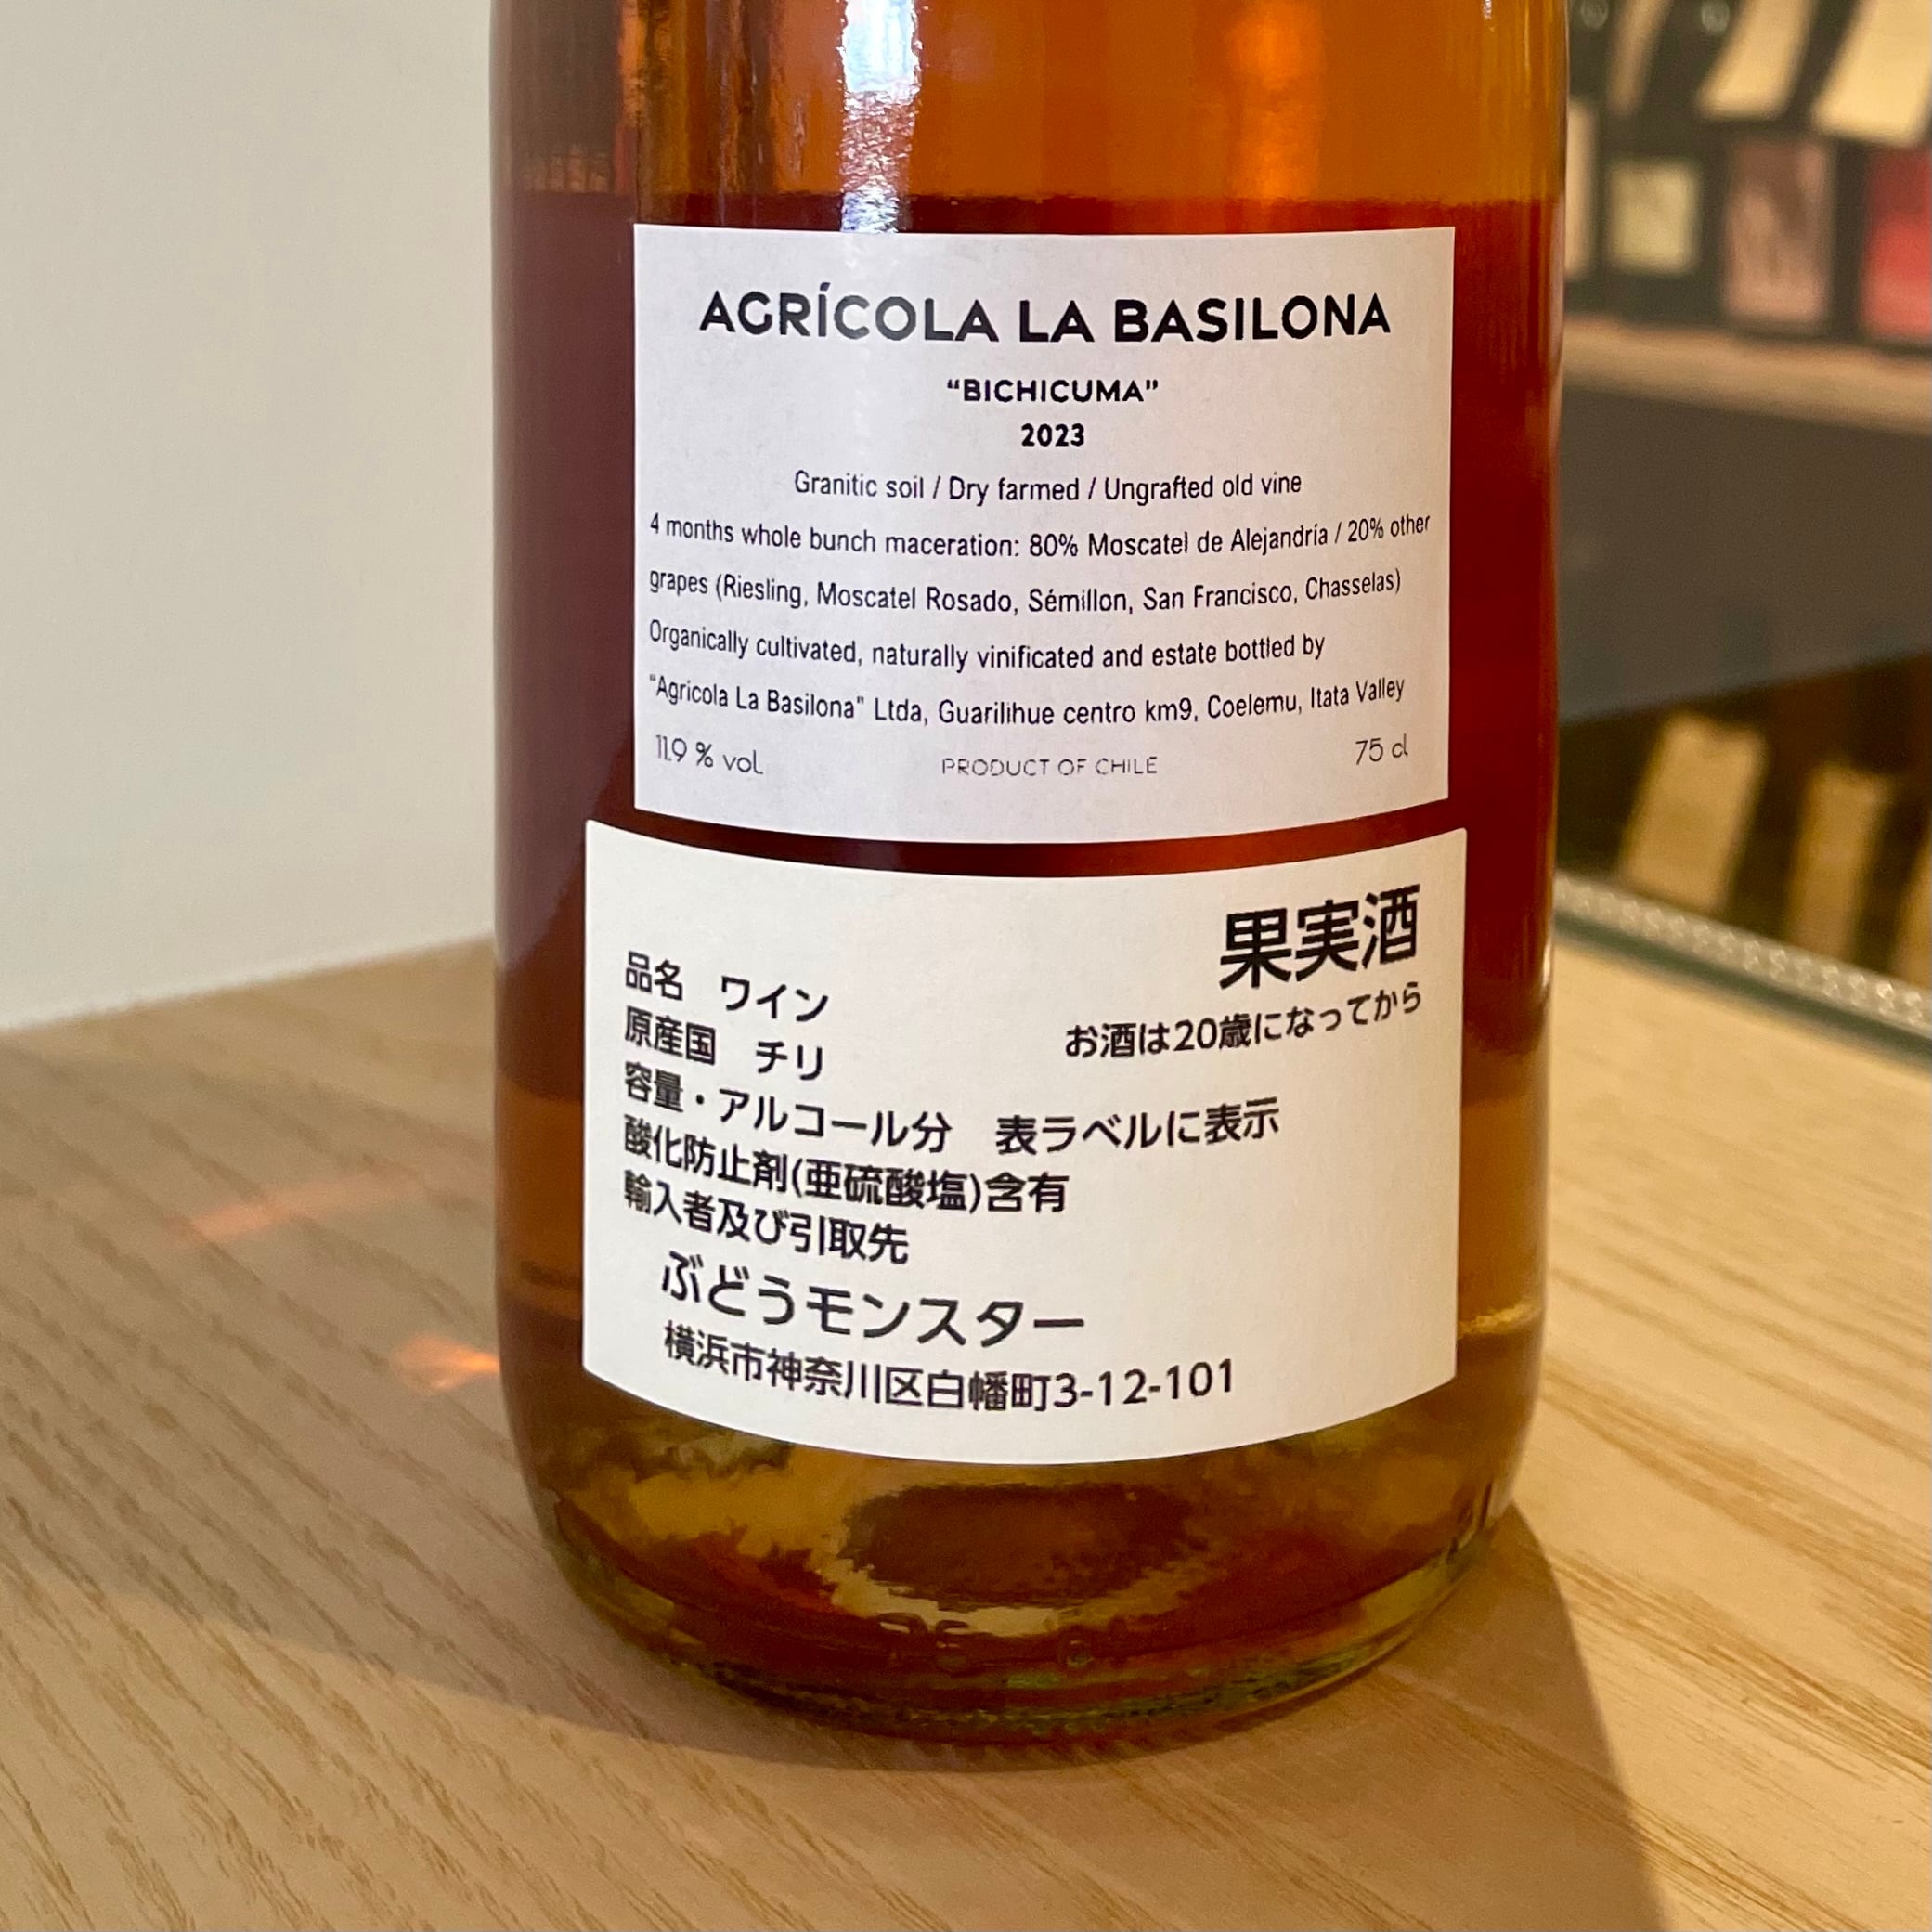 AGRÍCOLA LA BASILONA
“BICHICUMA”
2023
Granitic soil / Dry farmed / Ungrafted old vine
4 months whole bunch maceration: 80% Moscatel de Alejandría / 20% other
grapes (Riesling, Moscatel Rosado, Sémillon, San Francisco, Chasselas)
Organically cultivated, naturally vinificated and estate bottled by
“Agricola La Basilona” Ltda, Guarilihue centro km9, Coelemu, Itata Valley
11.9 % vol. PRODUCT OF CHILE 75 cl
果実酒
お酒は20歳になってから
品名 ワイン
原産国 チリ
容量・アルコール分 表ラベルに表示
酸化防止剤(亜硫酸塩)含有
輸入者及び引取先
ぶどうモンスター
横浜市神奈川区白幡町3-12-101